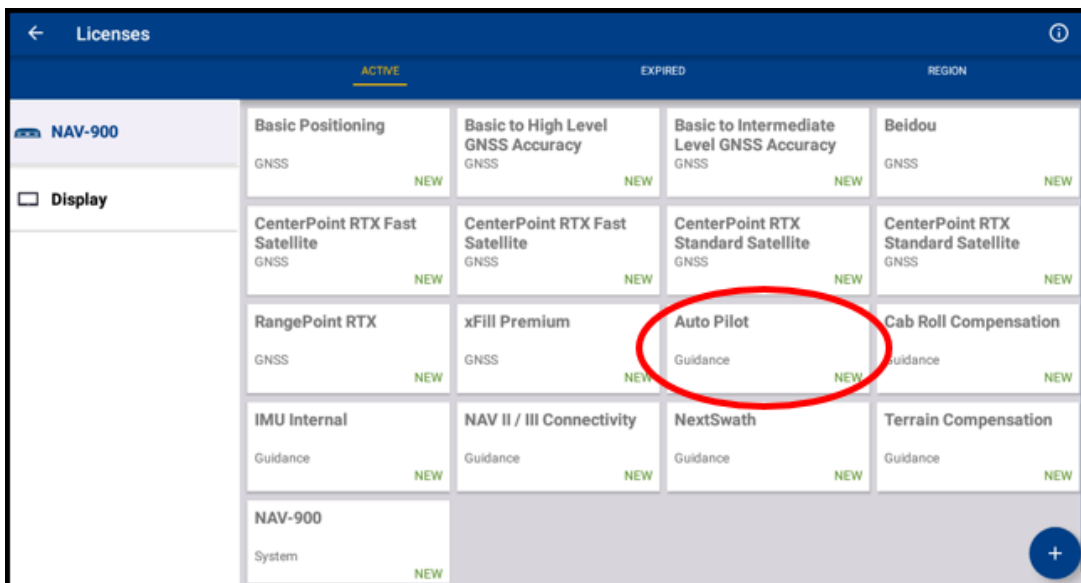 Licenses
ACTIVE
EXPIRED
REGION
NAV-900
Display
Basic Positioning
GNSS
NEW
Basic to High Level
GNSS Accuracy
GNSS
NEW
Basic to Intermediate
Level GNSS Accuracy
GNSS
NEW
Beidou
GNSS
NEW
CenterPoint RTX Fast
Satellite
GNSS
NEW
CenterPoint RTX Fast
Satellite
GNSS
NEW
CenterPoint RTX
Standard Satellite
GNSS
NEW
CenterPoint RTX
Standard Satellite
GNSS
NEW
RangePoint RTX
GNSS
NEW
xFill Premium
GNSS
NEW
Auto Pilot
Guidance
NEW
Cab Roll Compensation
Guidance
NEW
IMU Internal
Guidance
NEW
NAV II / III Connectivity
Guidance
NEW
NextSwath
Guidance
NEW
Terrain Compensation
Guidance
NEW
NAV-900
System
NEW